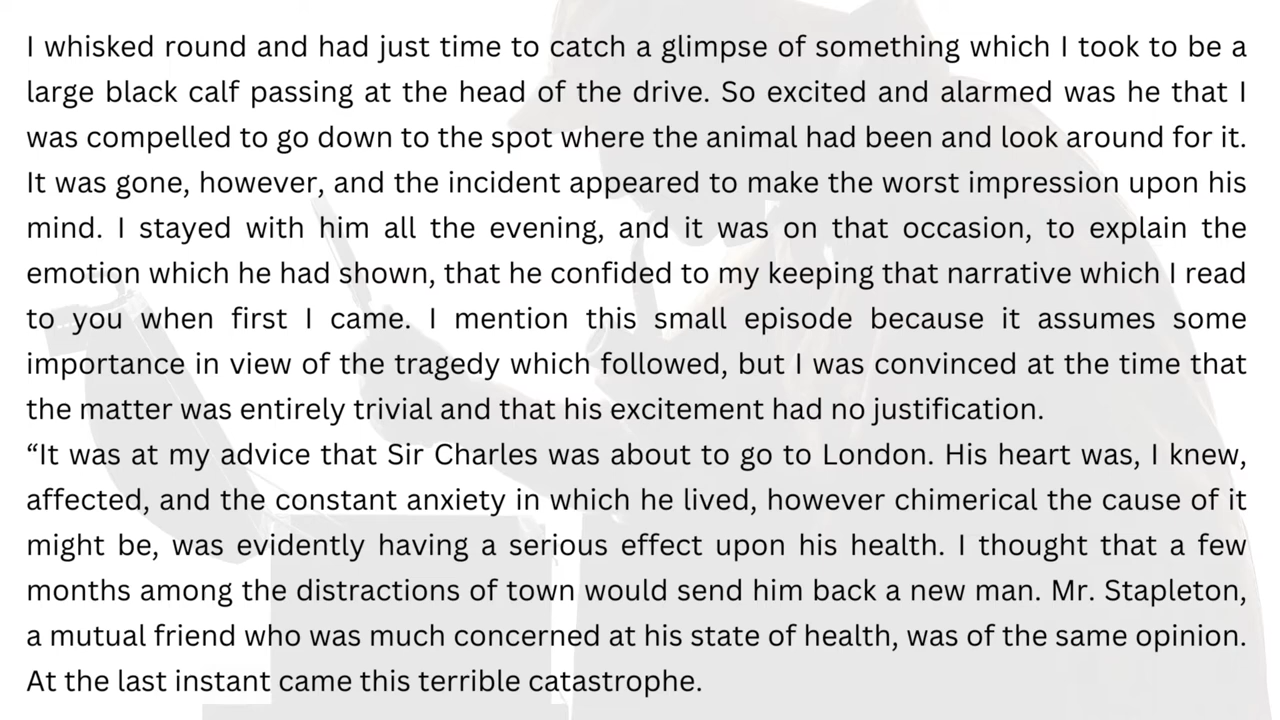 I whisked round and had just time to catch a glimpse of something which I took to be a
large black calf passing at the head of the drive. So excited and alarmed was he that I
was compelled to go down to the spot where the animal had been and look around for it.
It was gone, however, and the incident appeared to make the worst impression upon his
mind. I stayed with him all the evening, and it was on that occasion, to explain the
emotion which he had shown, that he confided to my keeping that narrative which I read
to you when first I came. I mention this small episode because it assumes some
importance in view of the tragedy which followed, but I was convinced at the time that
the matter was entirely trivial and that his excitement had no justification.
“It was at my advice that Sir Charles was about to go to London. His heart was, I knew,
affected, and the constant anxiety in which he lived, however chimerical the cause of it
might be, was evidently having a serious effect upon his health. I thought that a few
months among the distractions of town would send him back a new man. Mr. Stapleton,
a mutual friend who was much concerned at his state of health, was of the same opinion.
At the last instant came this terrible catastrophe.